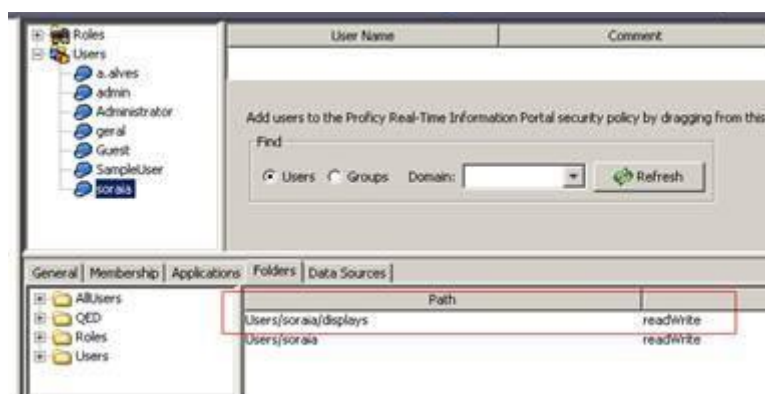 Roles
Users
a.alves
admin
Administrator
geral
Guest
SampleUser
soraia
User Name Comment
Add users to the Proficy Real-Time Information Portal security policy by dragging from this
Find
Users Groups Domain: Refresh
General Membership Applications Folders Data Sources
AllUsers
QED
Roles
Users
Path
Users/soraia/displays readWrite
Users/soraia readWrite